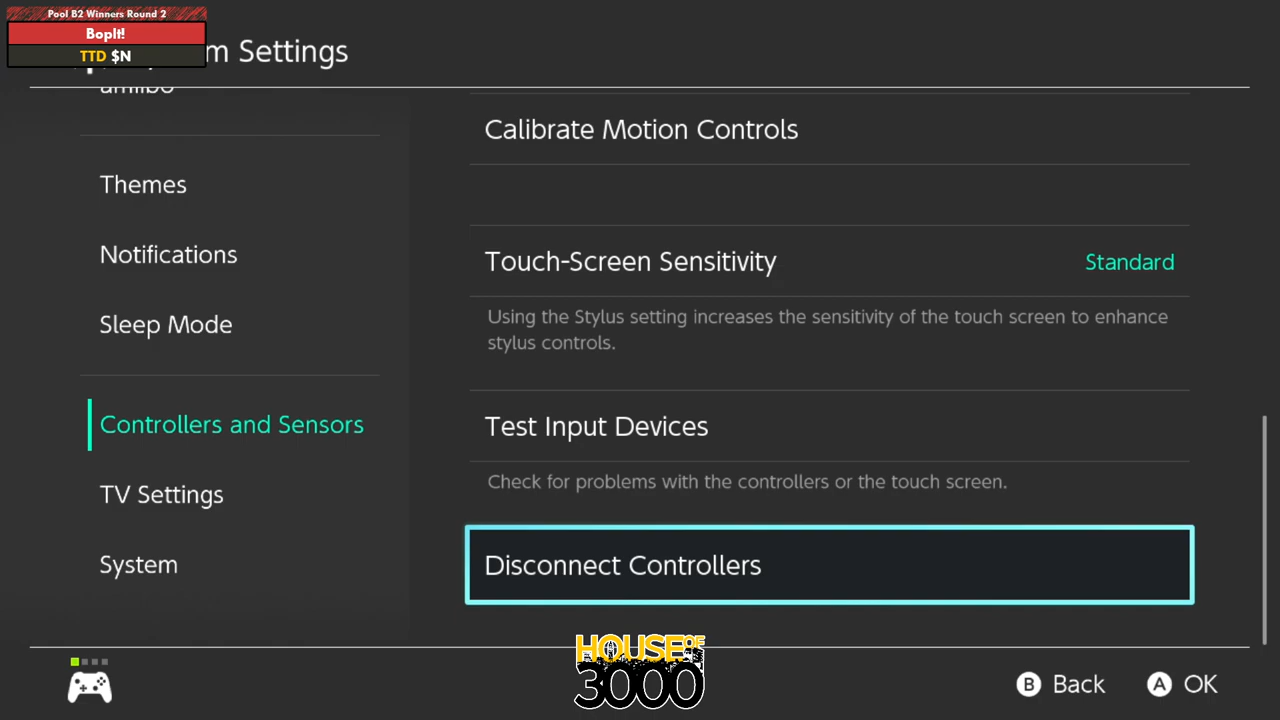 Pool B2 Winners Round 2
BopIt!
TTD $N
m Settings
amiibo
Themes
Notifications
Sleep Mode
Controllers and Sensors
TV Settings
System
Calibrate Motion Controls
Touch-Screen Sensitivity Standard
Using the Stylus setting increases the sensitivity of the touch screen to enhance
stylus controls.
Test Input Devices
Check for problems with the controllers or the touch screen.
Disconnect Controllers
HOUSE OF
3000
B Back A OK